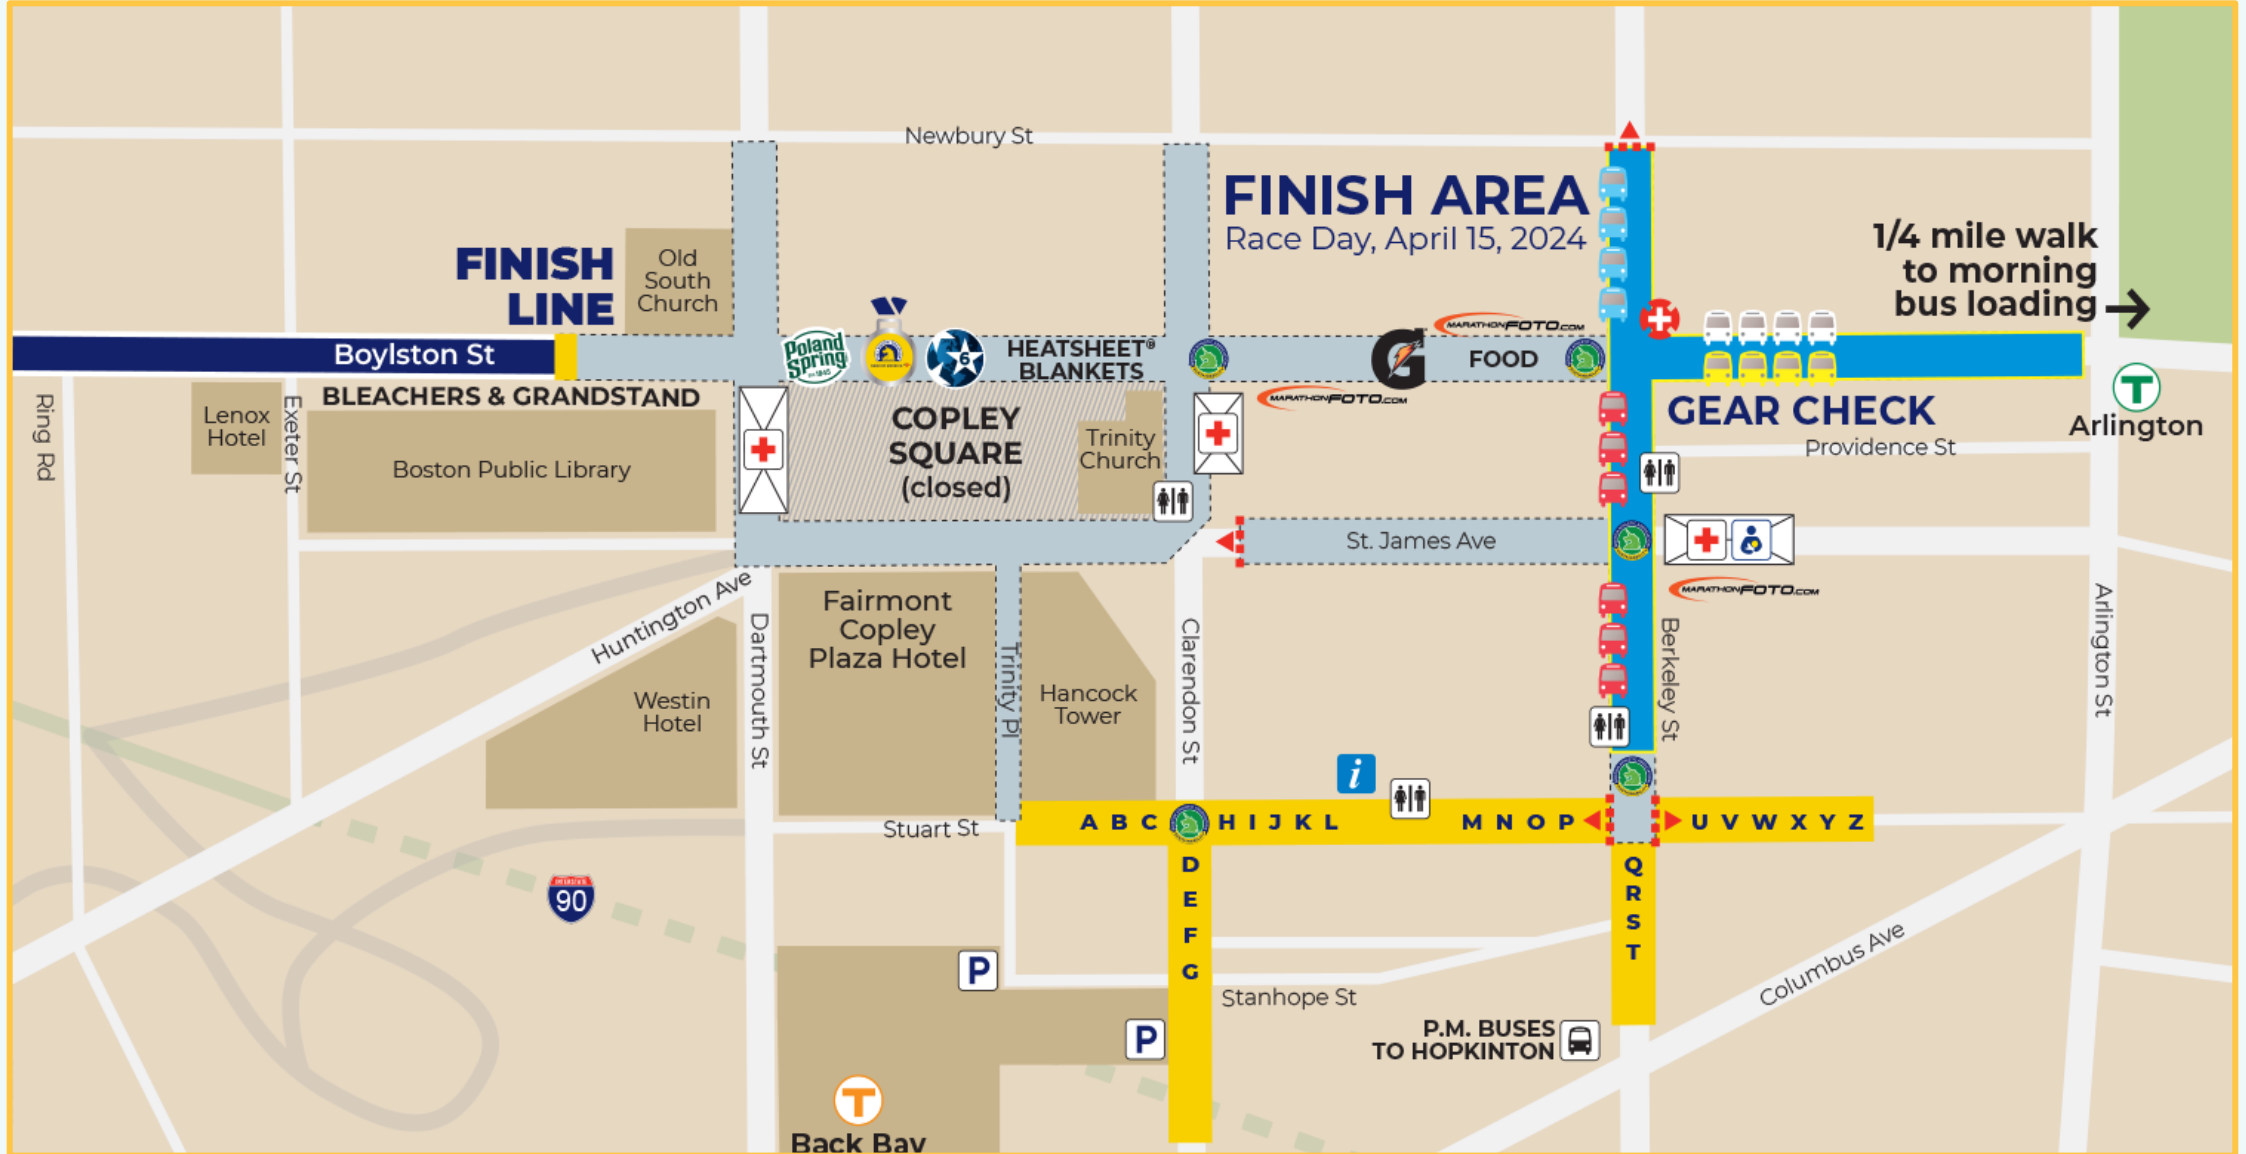 Newbury St
FINISH AREA
Race Day, April 15, 2024
1/4 mile walk
to morning
bus loading
FINISH
LINE
Old
South
Church
Boylston St
Poland
Spring
EST. 1845
6
HEATSHEET®
BLANKETS
G
FOOD
MARATHONFOTO.COM
MARATHONFOTO.COM
BLEACHERS & GRANDSTAND
Ring Rd
Lenox
Hotel
Exeter St
Boston Public Library
COPLEY
SQUARE
(closed)
Trinity
Church
GEAR CHECK
Providence St
T
Arlington
St. James Ave
MARATHONFOTO.COM
Huntington Ave
Dartmouth St
Fairmont
Copley
Plaza Hotel
Westin
Hotel
Trinity Pl
Hancock
Tower
Clarendon St
Berkeley St
Arlington St
i
Stuart St
A B C
H I J K L
M N O P
U V W X Y Z
D
E
F
G
Q
R
S
T
INTERSTATE
90
P
P
Stanhope St
Columbus Ave
P.M. BUSES
TO HOPKINTON
T
Back Bay